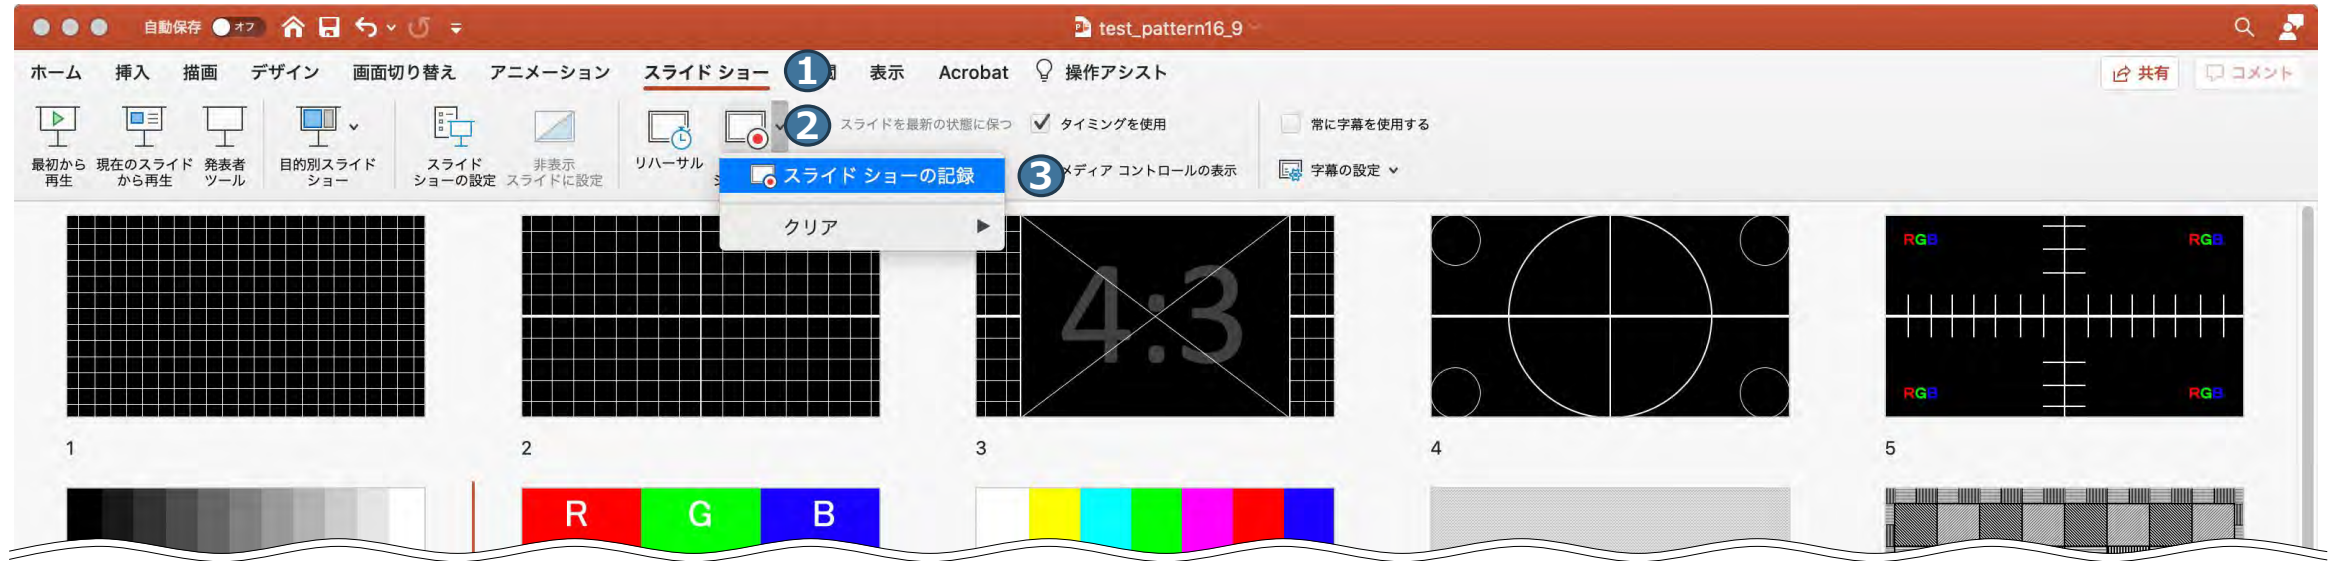 自動保存 オフ
test_pattern16_9
ホーム 挿入 描画 デザイン 画面切り替え アニメーション スライド ショー 1 表示 Acrobat 操作アシスト 共有 コメント
2 スライドを最新の状態に保つ タイミングを使用 常に字幕を使用する
最初から
再生
現在のスライド
から再生
発表者
ツール
目的別スライド
ショー
スライド
ショーの設定
非表示
スライドに設定
リハーサル
メディア コントロールの表示
字幕の設定
スライド ショーの記録 3
クリア
4:3
RGB RGB
RGB RGB
1 2 3 4 5
R G B